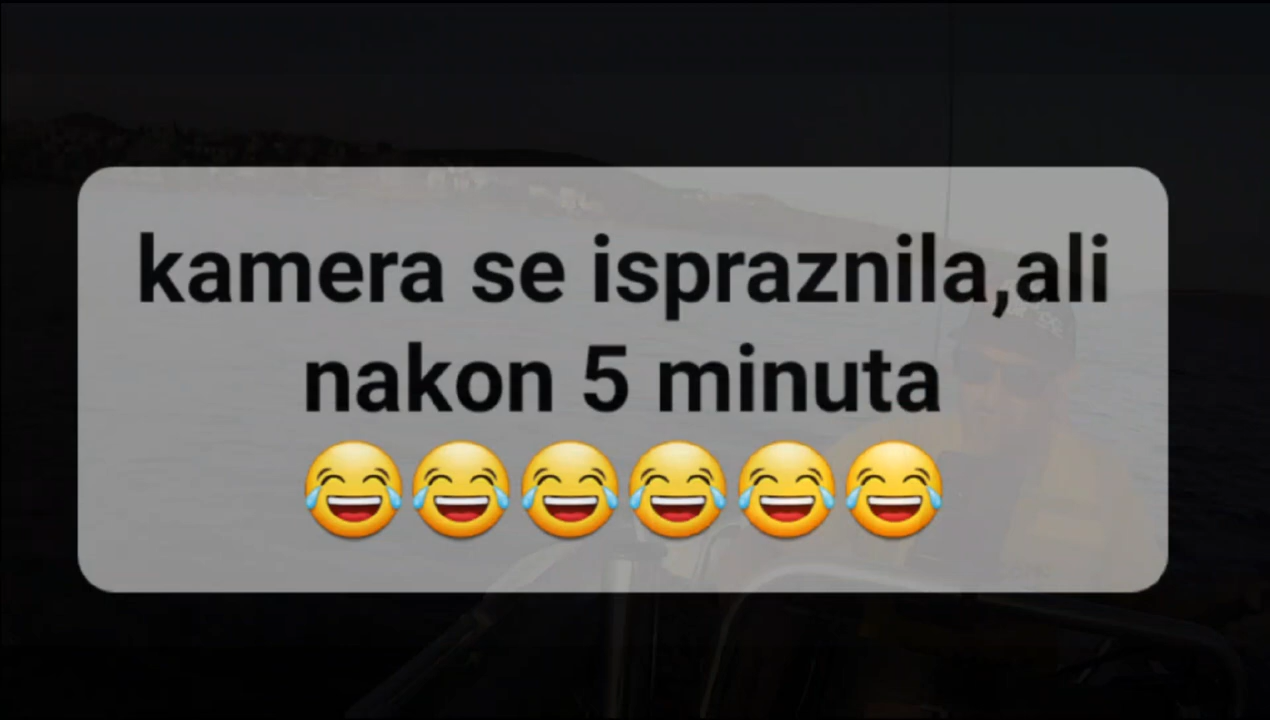 kamera se ispraznila,ali
nakon 5 minuta
😂😂😂😂😂😂